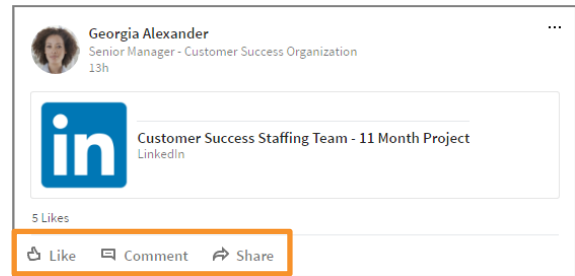 Georgia Alexander
Senior Manager - Customer Success Organization
13h
in
Customer Success Staffing Team - 11 Month Project
LinkedIn
5 Likes
Like Comment Share